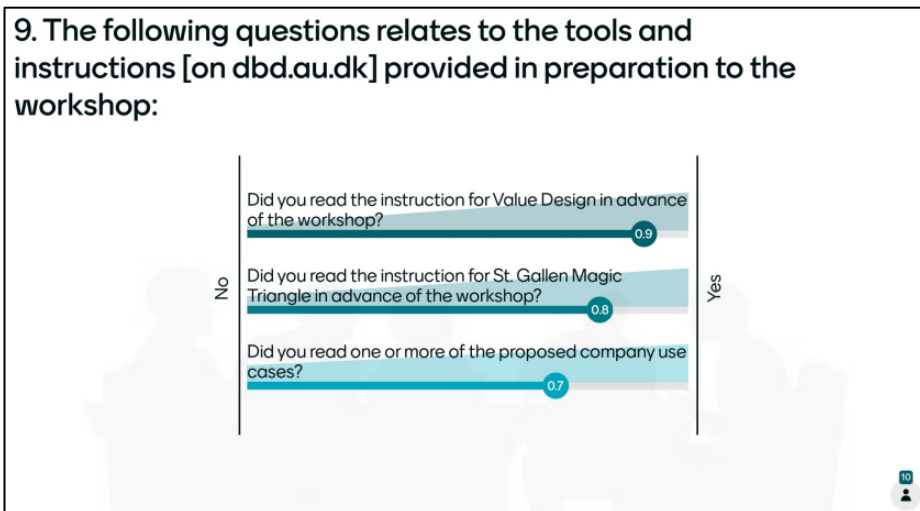 9. The following questions relates to the tools and
instructions [on dbd.au.dk] provided in preparation to the
workshop:
No
Did you read the instruction for Value Design in advance
of the workshop?
0.9
Did you read the instruction for St. Gallen Magic
Triangle in advance of the workshop?
0.8
Did you read one or more of the proposed company use
cases?
0.7
Yes
10